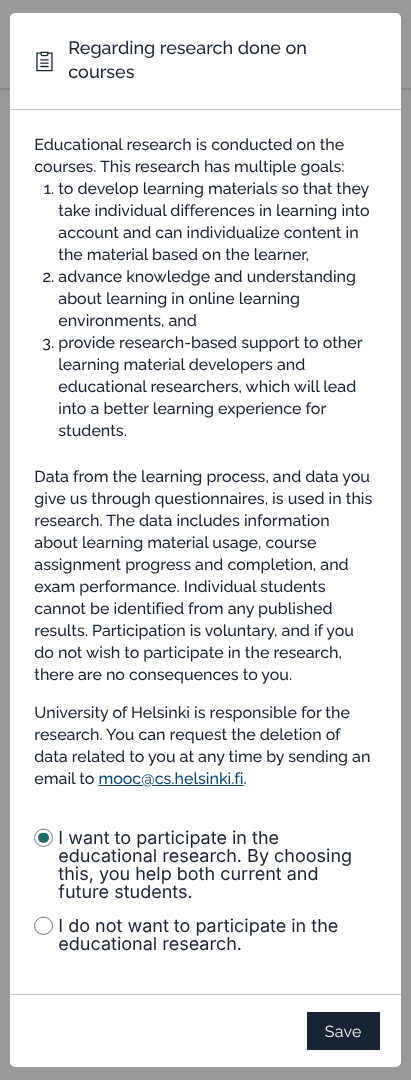 Regarding research done on
courses
Educational research is conducted on the
courses. This research has multiple goals:
1. to develop learning materials so that they
take individual differences in learning into
account and can individualize content in
the material based on the learner,
2. advance knowledge and understanding
about learning in online learning
environments, and
3. provide research-based support to other
learning material developers and
educational researchers, which will lead
into a better learning experience for
students.
Data from the learning process, and data you
give us through questionnaires, is used in this
research. The data includes information
about learning material usage, course
assignment progress and completion, and
exam performance. Individual students
cannot be identified from any published
results. Participation is voluntary, and if you
do not wish to participate in the research,
there are no consequences to you.
University of Helsinki is responsible for the
research. You can request the deletion of
data related to you at any time by sending an
email to mooc@cs.helsinki.fi.
I want to participate in the
educational research. By choosing
this, you help both current and
future students.
I do not want to participate in the
educational research.
Save